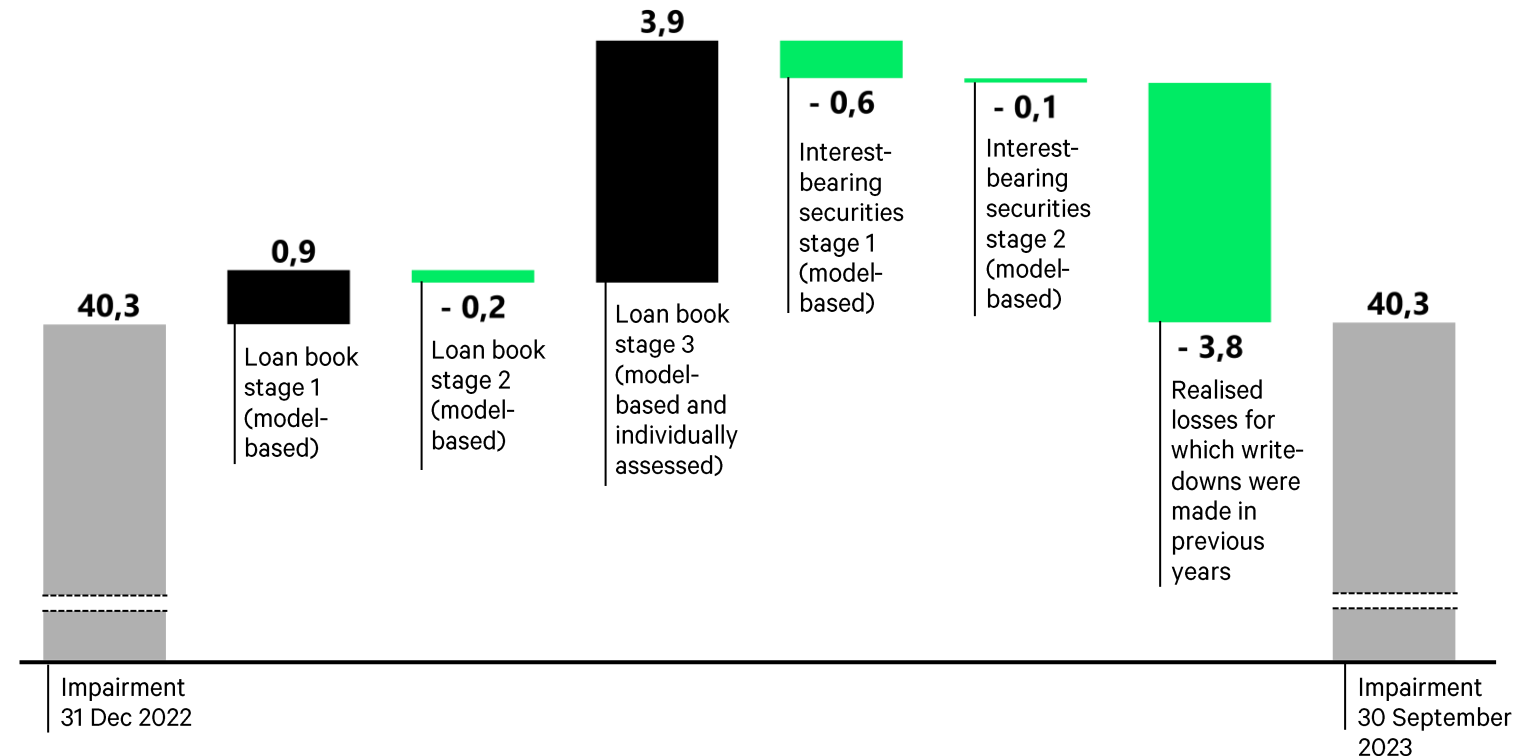 40,3
Impairment
31 Dec 2022
0,9
Loan book
stage 1
(model-
based)
- 0,2
Loan book
stage 2
(model-
based)
3,9
Loan book
stage 3
(model-
based and
individually
assessed)
- 0,6
Interest-
bearing
securities
stage 1
(model-
based)
- 0,1
Interest-
bearing
securities
stage 2
(model-
based)
- 3,8
Realised
losses for
which write-
downs were
made in
previous
years
40,3
Impairment
30 September
2023